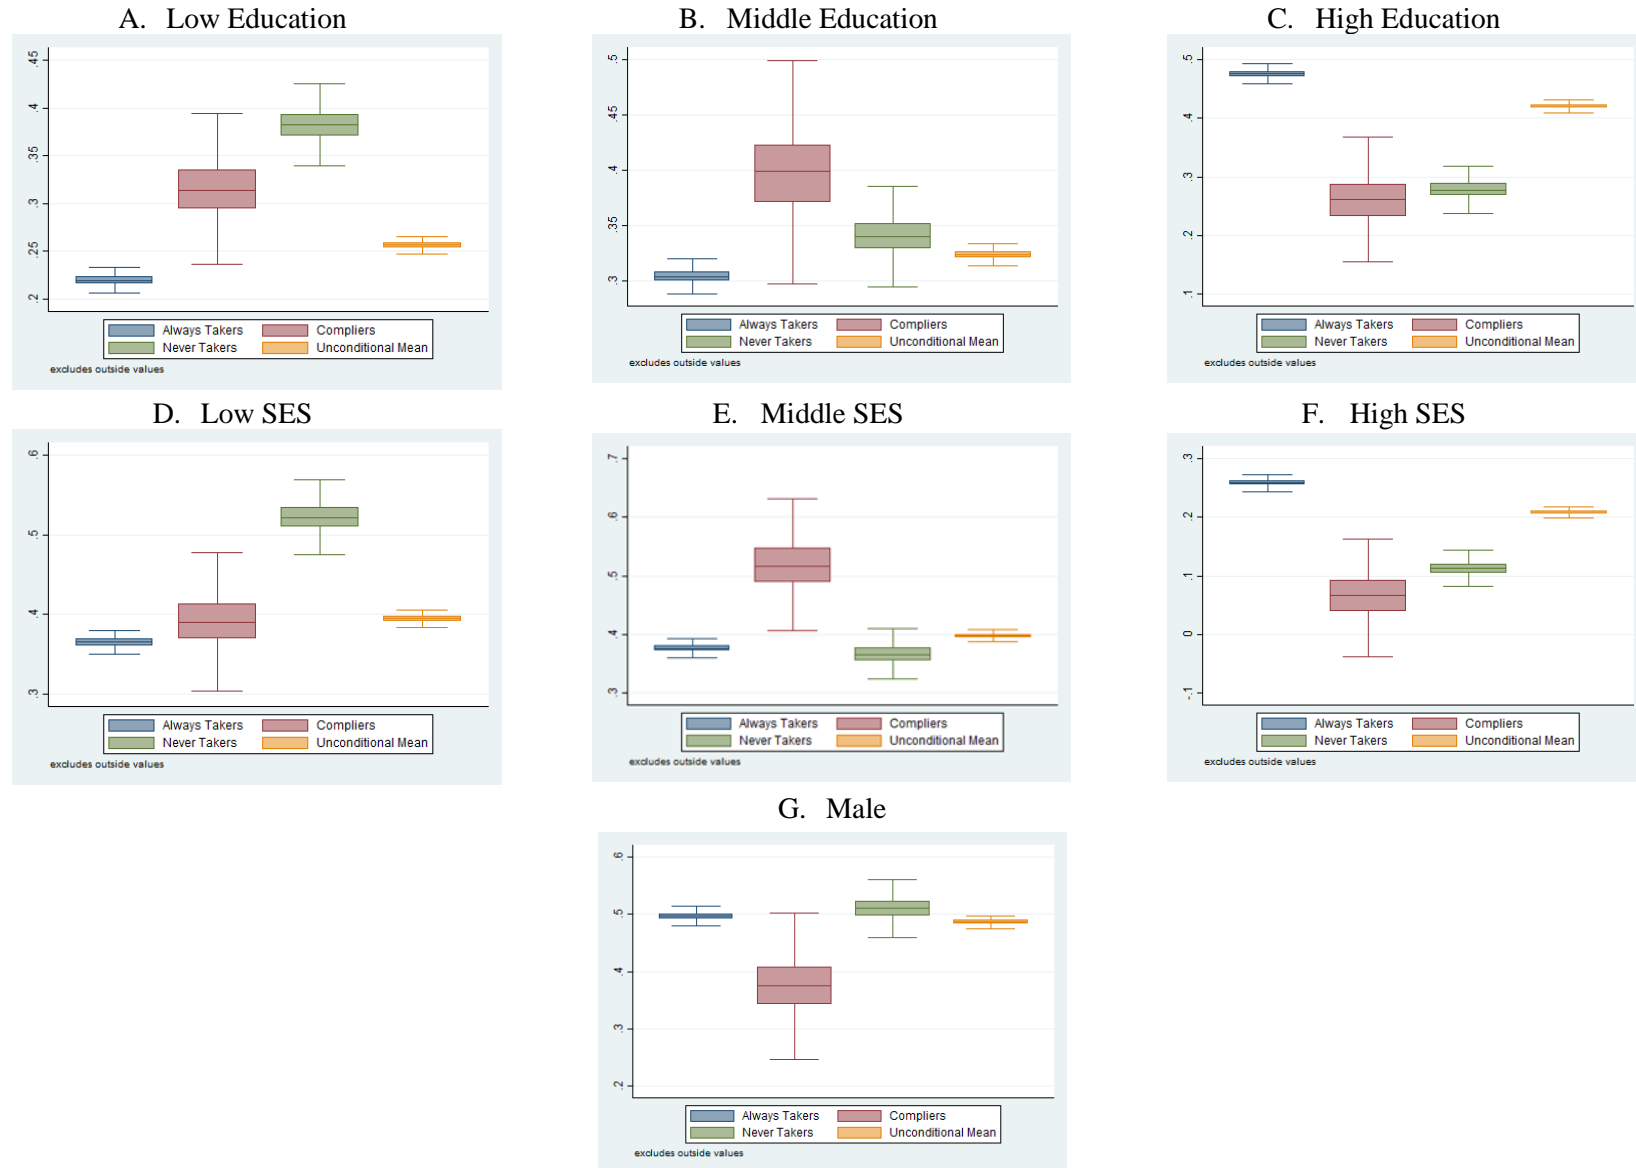 A. Low Education
.45
.4
.35
.3
.25
.2
Always Takers
Compliers
Never Takers
Unconditional Mean
excludes outside values
B. Middle Education
.5
.45
.4
.35
.3
Always Takers
Compliers
Never Takers
Unconditional Mean
excludes outside values
C. High Education
.5
.4
.3
.2
.1
Always Takers
Compliers
Never Takers
Unconditional Mean
excludes outside values
D. Low SES
.6
.5
.4
.3
Always Takers
Compliers
Never Takers
Unconditional Mean
excludes outside values
E. Middle SES
.7
.6
.5
.4
.3
Always Takers
Compliers
Never Takers
Unconditional Mean
excludes outside values
F. High SES
.3
.2
.1
0
-.1
Always Takers
Compliers
Never Takers
Unconditional Mean
excludes outside values
G. Male
.6
.5
.4
.3
.2
Always Takers
Compliers
Never Takers
Unconditional Mean
excludes outside values